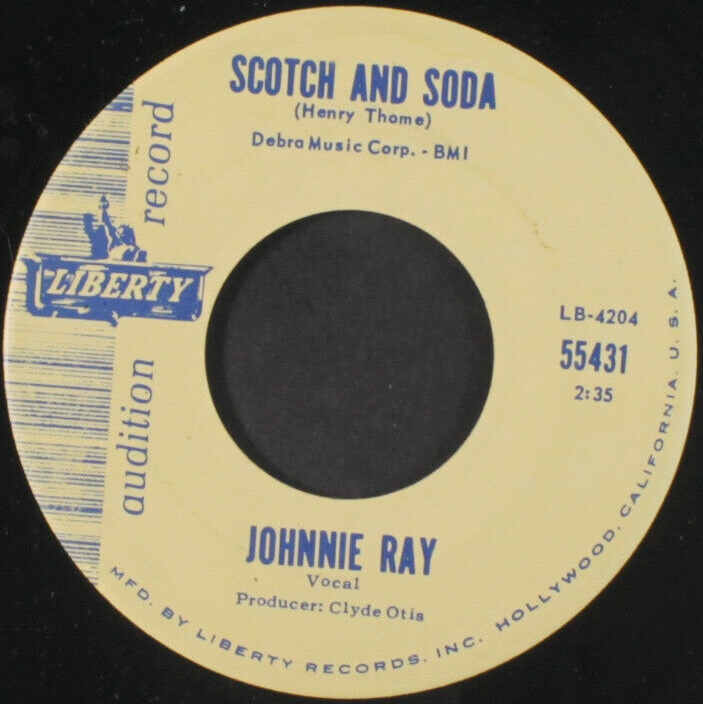 SCOTCH AND SODA
(Henry Thome)
Debra Music Corp. - BMI
audition record
LIBERTY
LB-4204
55431
2:35
JOHNNIE RAY
Vocal
Producer: Clyde Otis
MFD. BY LIBERTY RECORDS, INC. HOLLYWOOD, CALIFORNIA, U.S.A.